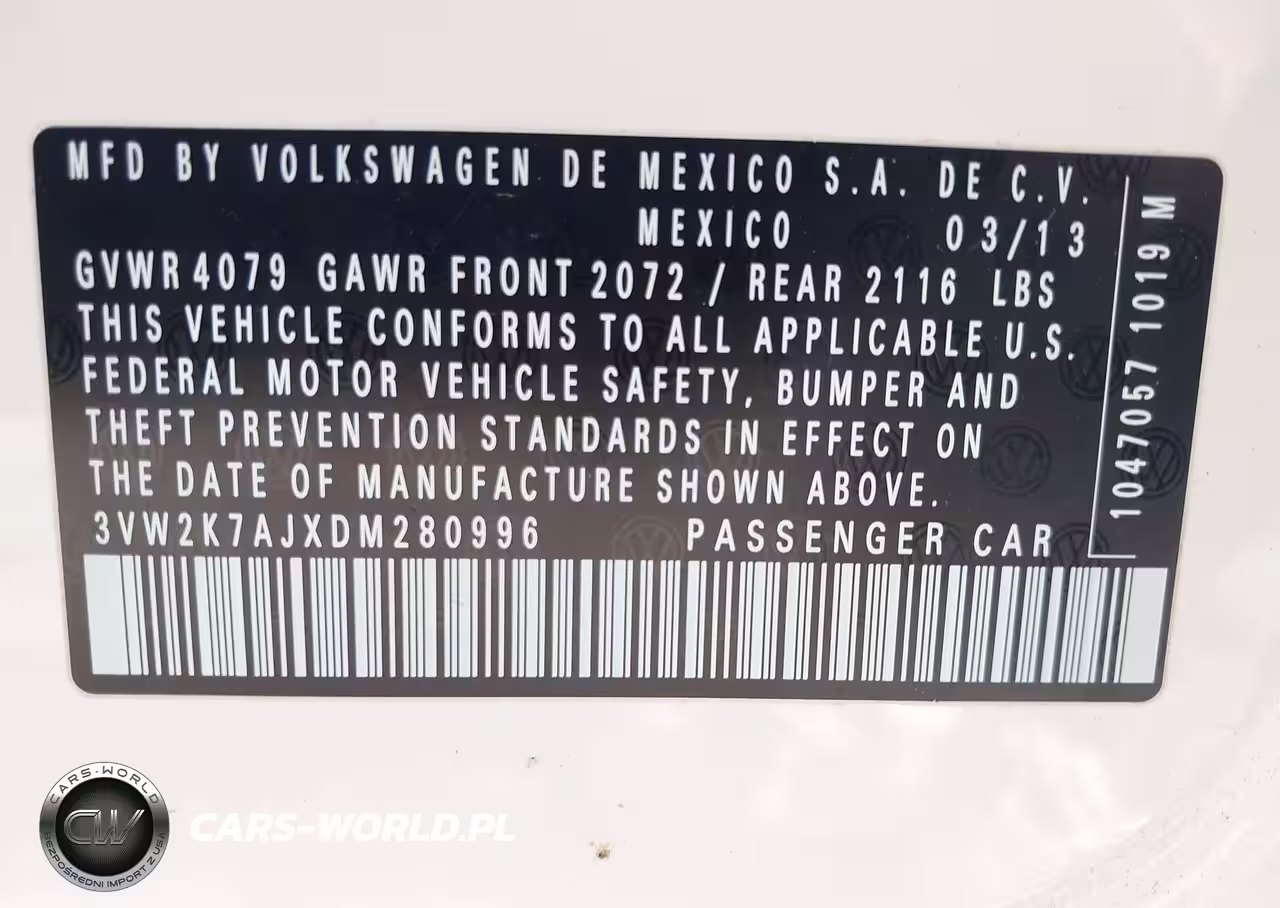 MFD BY VOLKSWAGEN DE MEXICO S.A. DE C.V.
MEXICO 03/13
GVWR 4079 GAWR FRONT 2072 / REAR 2116 LBS
THIS VEHICLE CONFORMS TO ALL APPLICABLE U.S.
FEDERAL MOTOR VEHICLE SAFETY, BUMPER AND
THEFT PREVENTION STANDARDS IN EFFECT ON
THE DATE OF MANUFACTURE SHOWN ABOVE.
3VW2K7AJXDM280996 PASSENGER CAR
1047057 1019 M
CARS-WORLD
CW
BEZPOŚREDNI IMPORT Z USA
CARS-WORLD.PL